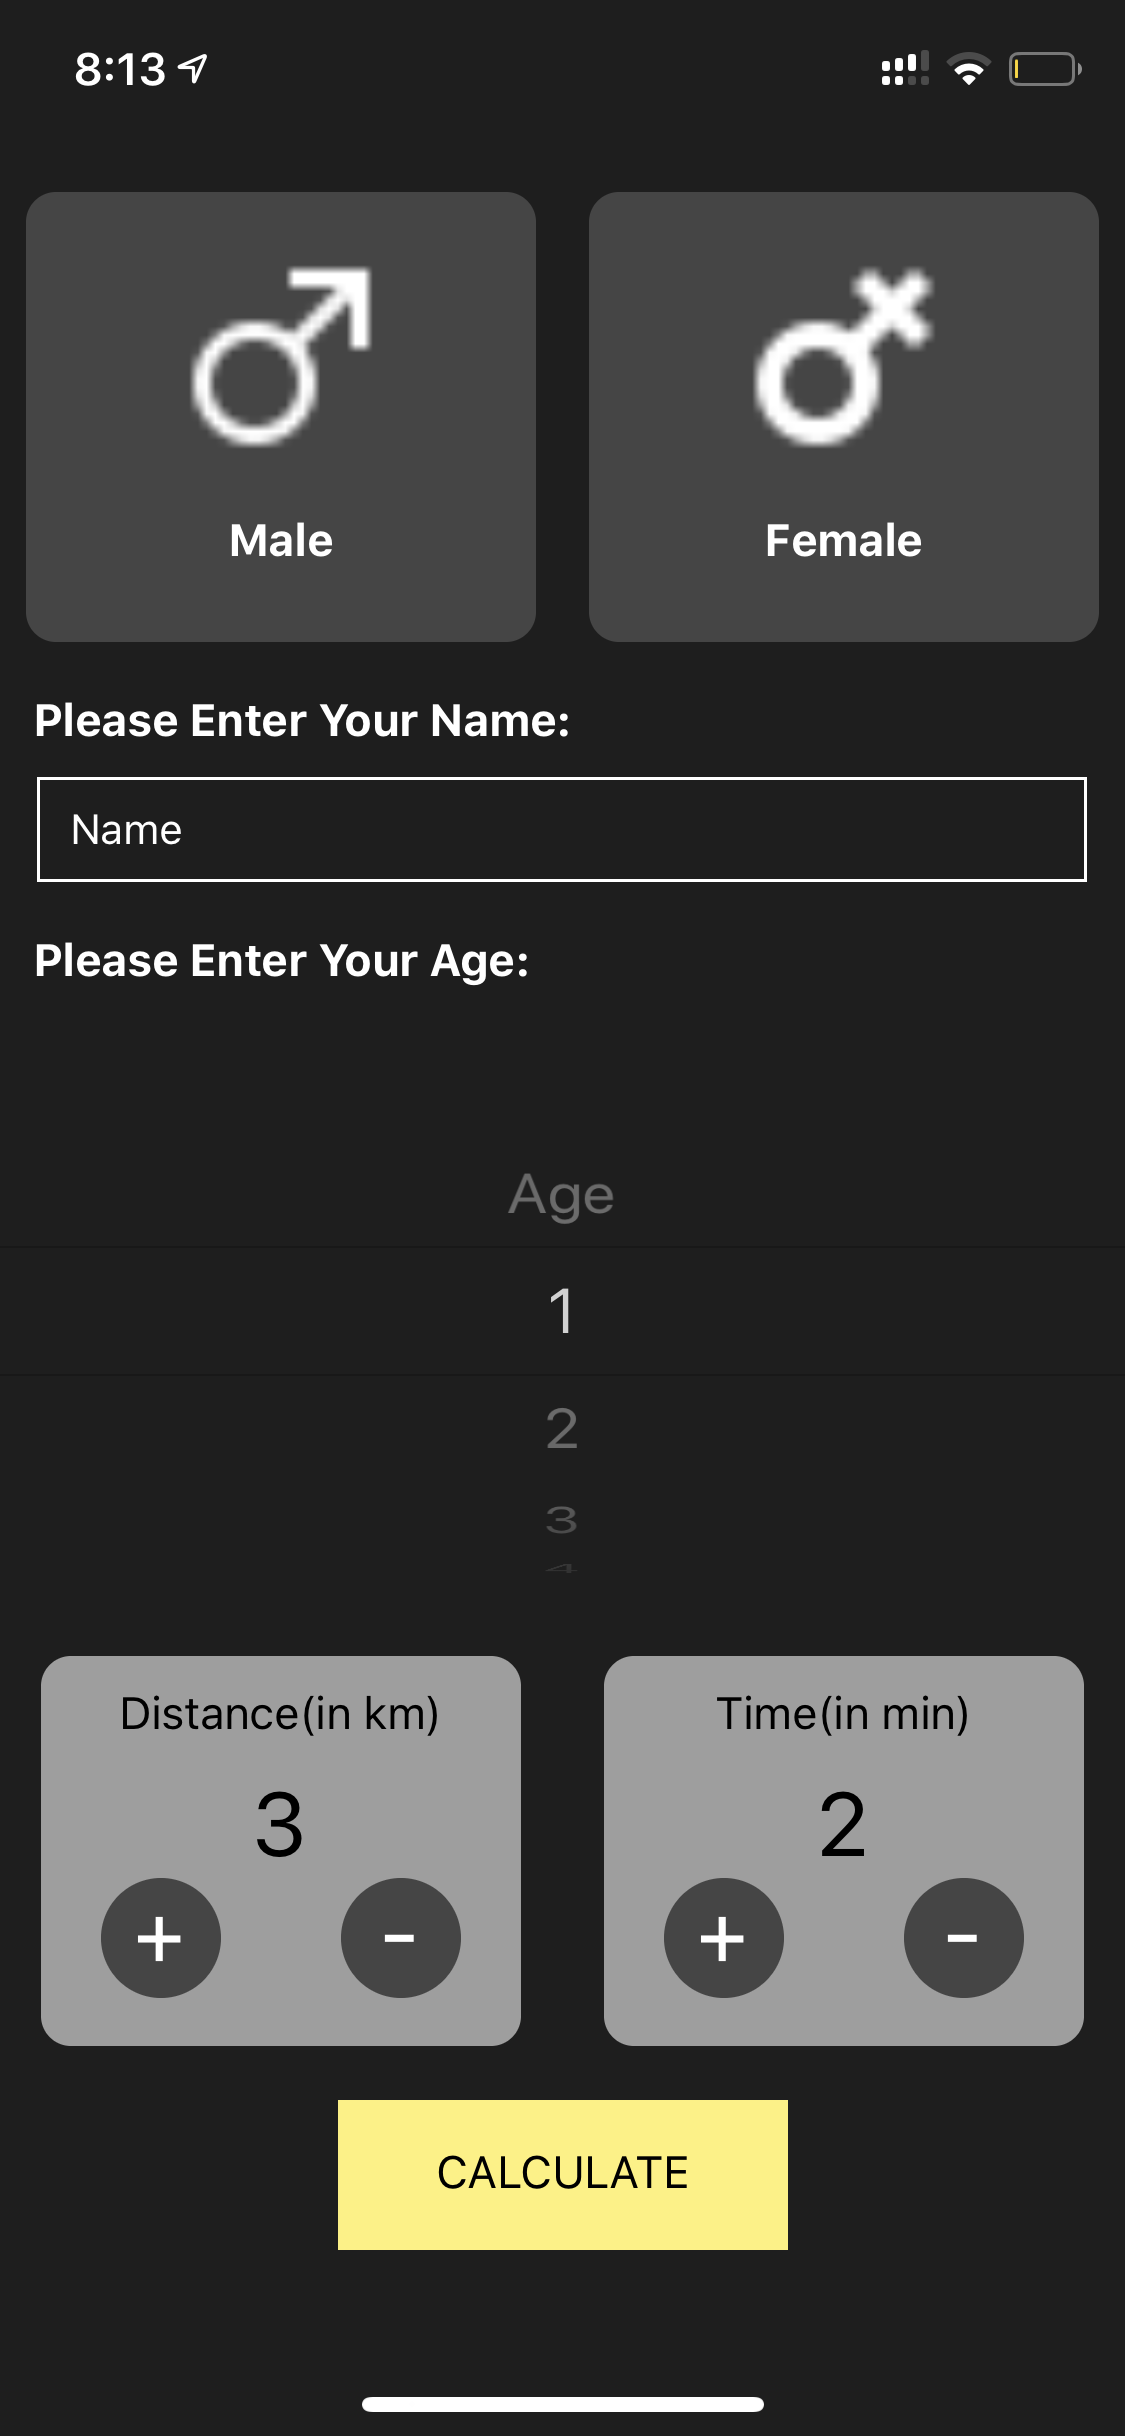 8:13
Male
Female
Please Enter Your Name:
Name
Please Enter Your Age:
Age
1
2
3
4
Distance(in km)
3
+ -
Time(in min)
2
+ -
CALCULATE